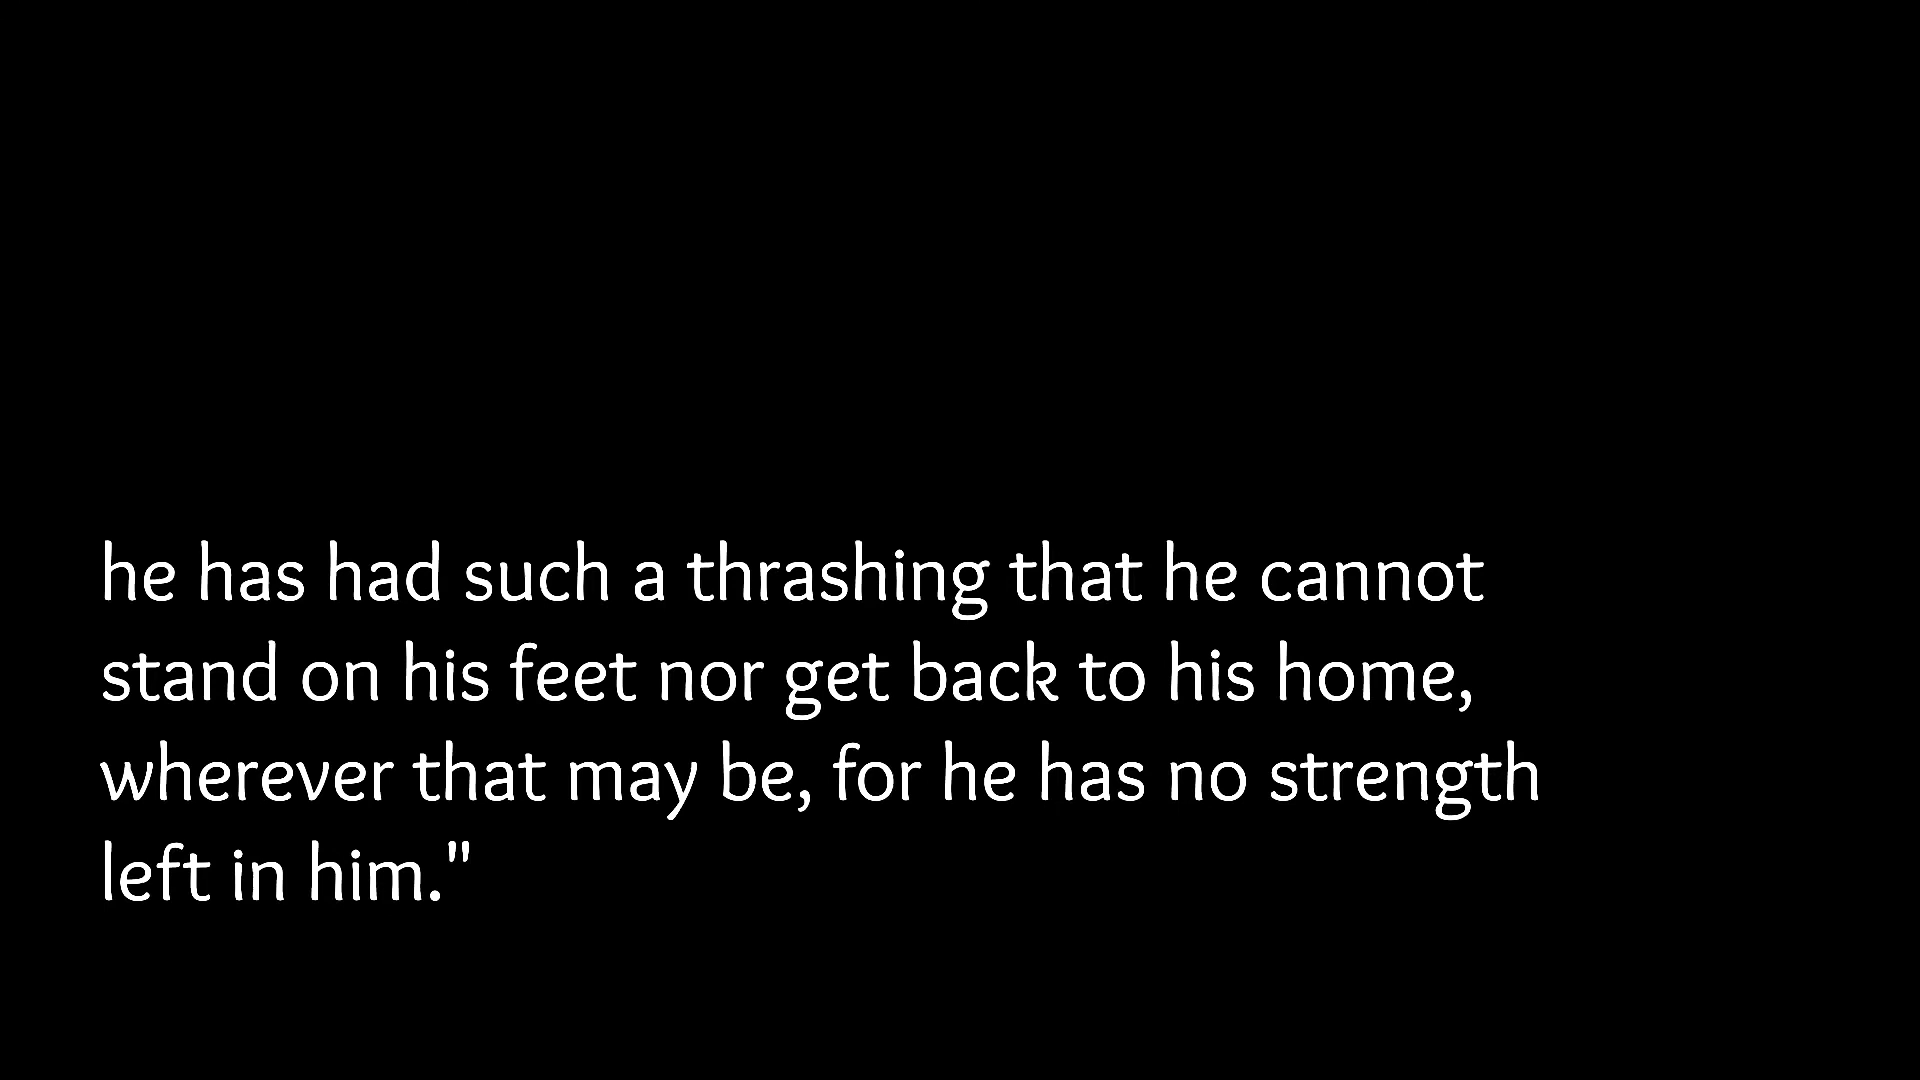 he has had such a thrashing that he cannot
stand on his feet nor get back to his home,
wherever that may be, for he has no strength
left in him."